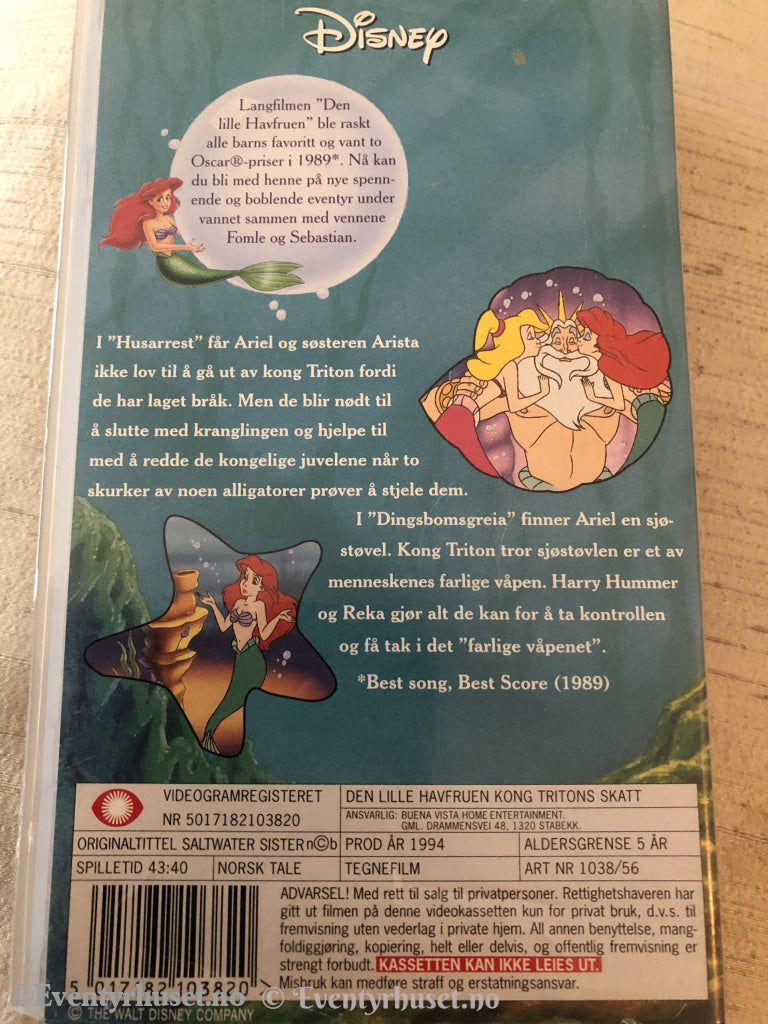 Disney
Langfilmen "Den
lille Havfruen" ble raskt
alle barns favoritt og vant to
Oscar®-priser i 1989*. Nå kan
du bli med henne på nye spenn-
ende og boblende eventyr under
vannet sammen med vennene
Fomle og Sebastian.
I "Husarrest" får Ariel og søsteren Arista
ikke lov til å gå ut av kong Triton fordi
de har laget bråk. Men de blir nødt til
å slutte med kranglingen og hjelpe til
med å redde de kongelige juvelene når to
skurker av noen alligatorer prøver å stjele dem.
I "Dingsbomsgreia" finner Ariel en sjø-
støvel. Kong Triton tror sjøstøvlen er et av
menneskenes farlige våpen. Harry Hummer
og Reka gjør alt de kan for å ta kontrollen
og få tak i det "farlige våpenet".
*Best song, Best Score (1989)
VIDEOGRAMREGISTERET
NR 5017182103820
DEN LILLE HAVFRUEN KONG TRITONS SKATT
ANSVARLIG: BUENA VISTA HOME ENTERTAINMENT.
GML. DRAMMENSVEI 48, 1320 STABEKK.
ORIGINALTITTEL SALTWATER SISTER n©b PROD ÅR 1994 ALDERSGRENSE 5 ÅR
SPILLETID 43:40 NORSK TALE TEGNEFILM ART NR 1038/56
ADVARSEL! Med rett til salg til privatpersoner. Rettighetshaveren har
gitt ut filmen på denne videokassetten kun for privat bruk, d.v.s. til
fremvisning uten vederlag i private hjem. All annen benyttelse, mang-
foldiggjøring, kopiering, helt eller delvis, og offentlig fremvisning er
strengt forbudt. KASSETTEN KAN IKKE LEIES UT.
Misbruk kan medføre straff og erstatningsansvar.
5 017182 103820 >
©Eventyrhuset.no © Eventyrhuset.no
© THE WALT DISNEY COMPANY